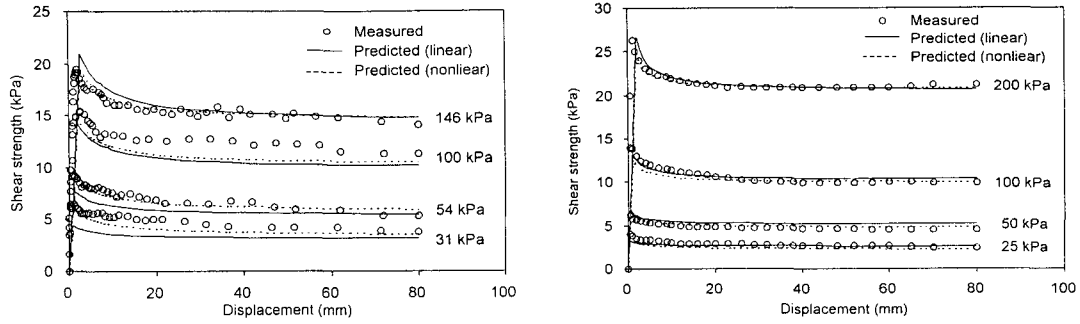 25
20
15
10
5
0
Shear strength (kPa)
Measured
Predicted (linear)
Predicted (nonliear)
146 kPa
100 kPa
54 kPa
31 kPa
0 20 40 60 80 100
Displacement (mm)
30
25
20
15
10
5
0
Shear strength (kPa)
Measured
Predicted (linear)
Predicted (nonliear)
200 kPa
100 kPa
50 kPa
25 kPa
0 20 40 60 80 100
Displacement (mm)